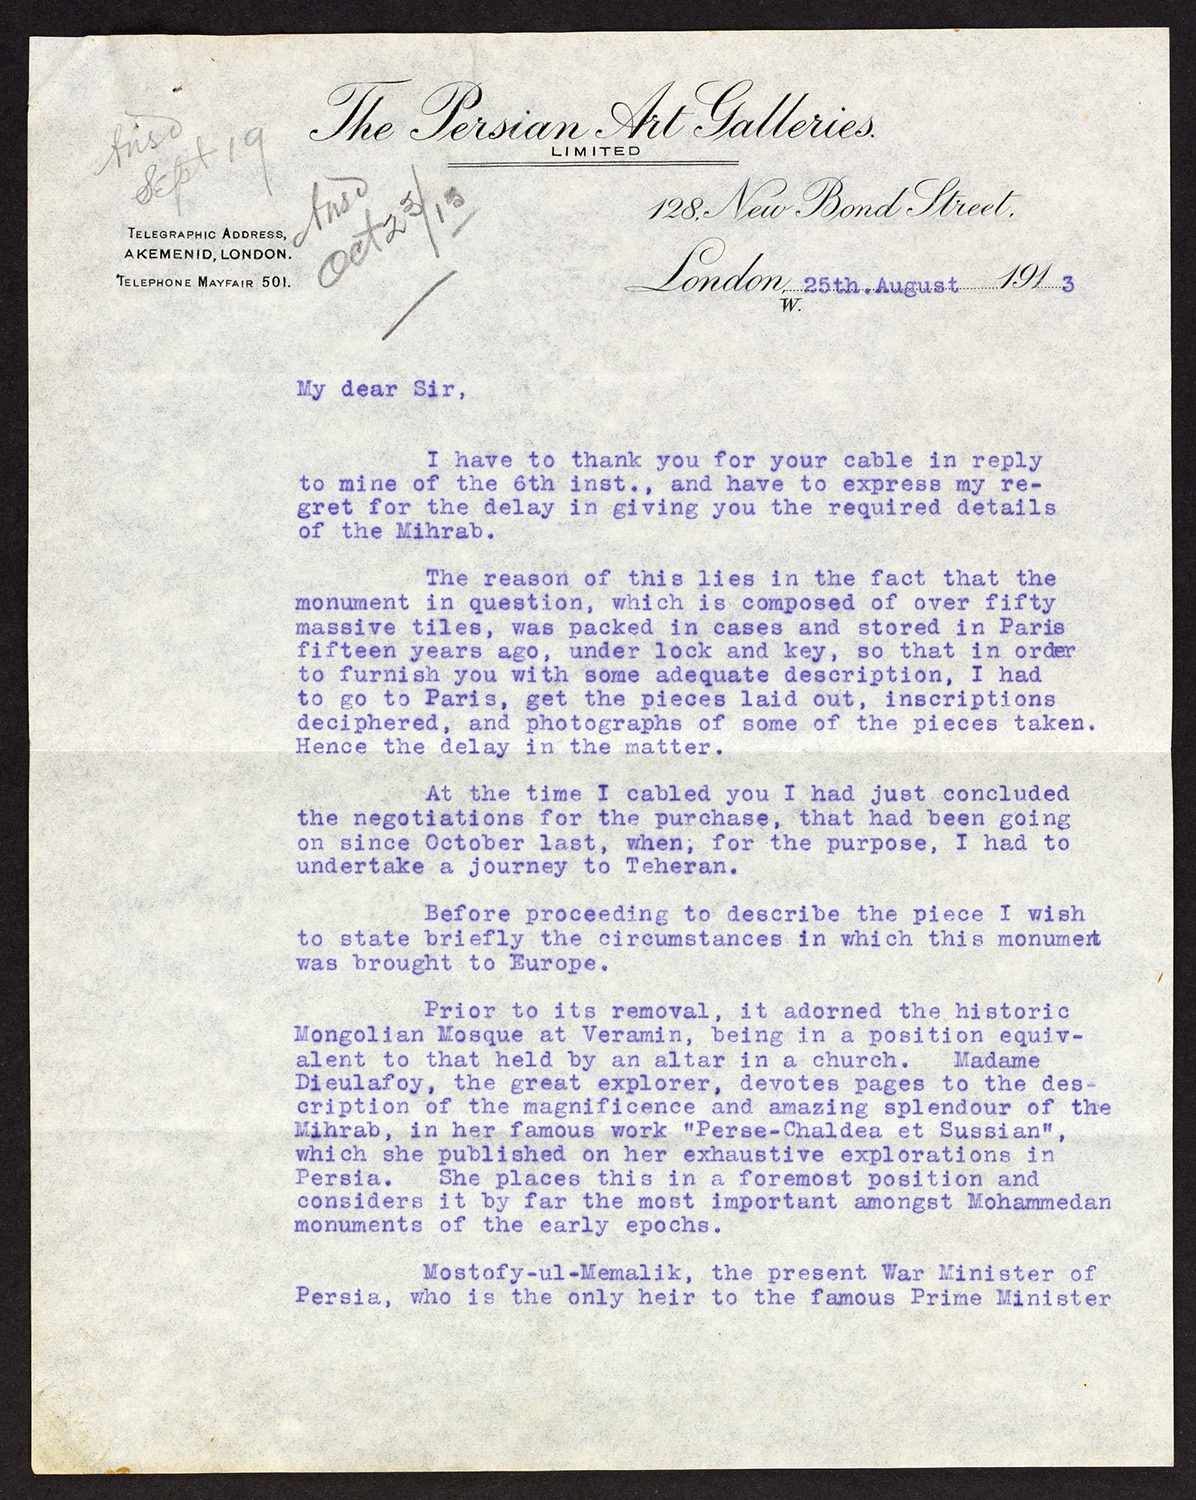 The Persian Art Galleries.
LIMITED
Ansd
Sept 19
Ansd
Oct 23/13
128, New Bond Street,
TELEGRAPHIC ADDRESS,
AKEMENID, LONDON.
TELEPHONE MAYFAIR 501.
London, W. 25th.August 1913
My dear Sir,
I have to thank you for your cable in reply
to mine of the 6th inst., and have to express my re-
gret for the delay in giving you the required details
of the Mihrab.
The reason of this lies in the fact that the
monument in question, which is composed of over fifty
massive tiles, was packed in cases and stored in Paris
fifteen years ago, under lock and key, so that in order
to furnish you with some adequate description, I had
to go to Paris, get the pieces laid out, inscriptions
deciphered, and photographs of some of the pieces taken.
Hence the delay in the matter.
At the time I cabled you I had just concluded
the negotiations for the purchase, that had been going
on since October last, when, for the purpose, I had to
undertake a journey to Teheran.
Before proceeding to describe the piece I wish
to state briefly the circumstances in which this monument
was brought to Europe.
Prior to its removal, it adorned the historic
Mongolian Mosque at Veramin, being in a position equiv-
alent to that held by an altar in a church. Madame
Dieulafoy, the great explorer, devotes pages to the des-
cription of the magnificence and amazing splendour of the
Mihrab, in her famous work "Perse-Chaldea et Sussian",
which she published on her exhaustive explorations in
Persia. She places this in a foremost position and
considers it by far the most important amongst Mohammedan
monuments of the early epochs.
Mostofy-ul-Memalik, the present War Minister of
Persia, who is the only heir to the famous Prime Minister